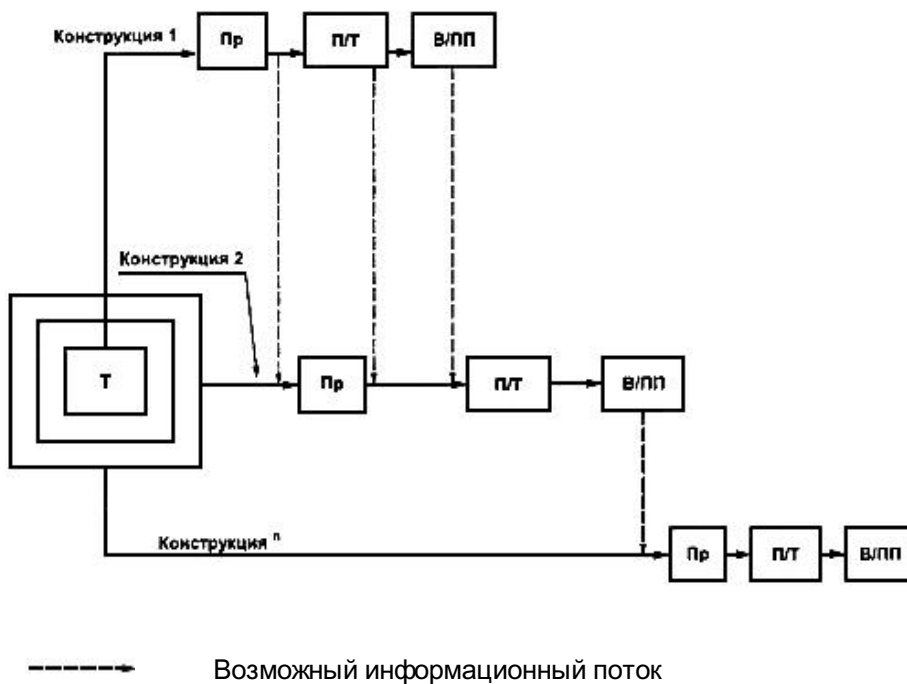 Конструкция 1
Пр
П/Т
В/ПП
Конструкция 2
Т
Пр
П/Т
В/ПП
Конструкция n
Пр
П/Т
В/ПП
Возможный информационный поток